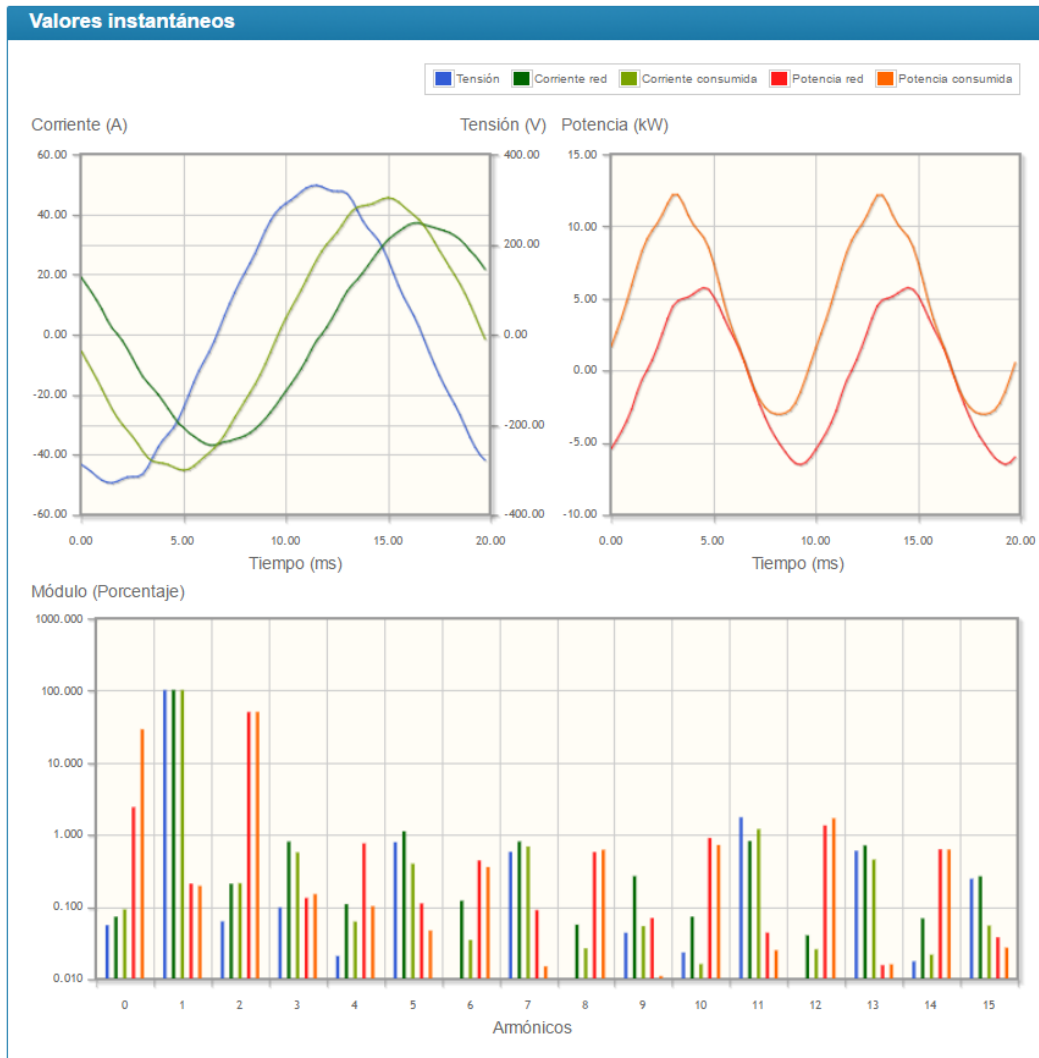 Valores instantáneos
Tensión Corriente red Corriente consumida Potencia red Potencia consumida
Corriente (A) Tensión (V) Potencia (kW)
60.00 400.00 15.00
40.00 10.00
200.00
20.00 5.00
0.00 0.00 0.00
-20.00
-200.00 -5.00
-40.00
-60.00 -400.00 -10.00
0.00 5.00 10.00 15.00 20.00 0.00 5.00 10.00 15.00 20.00
Tiempo (ms) Tiempo (ms)
Módulo (Porcentaje)
1000.000
100.000
10.000
1.000
0.100
0.010
0 1 2 3 4 5 6 7 8 9 10 11 12 13 14 15
Armónicos